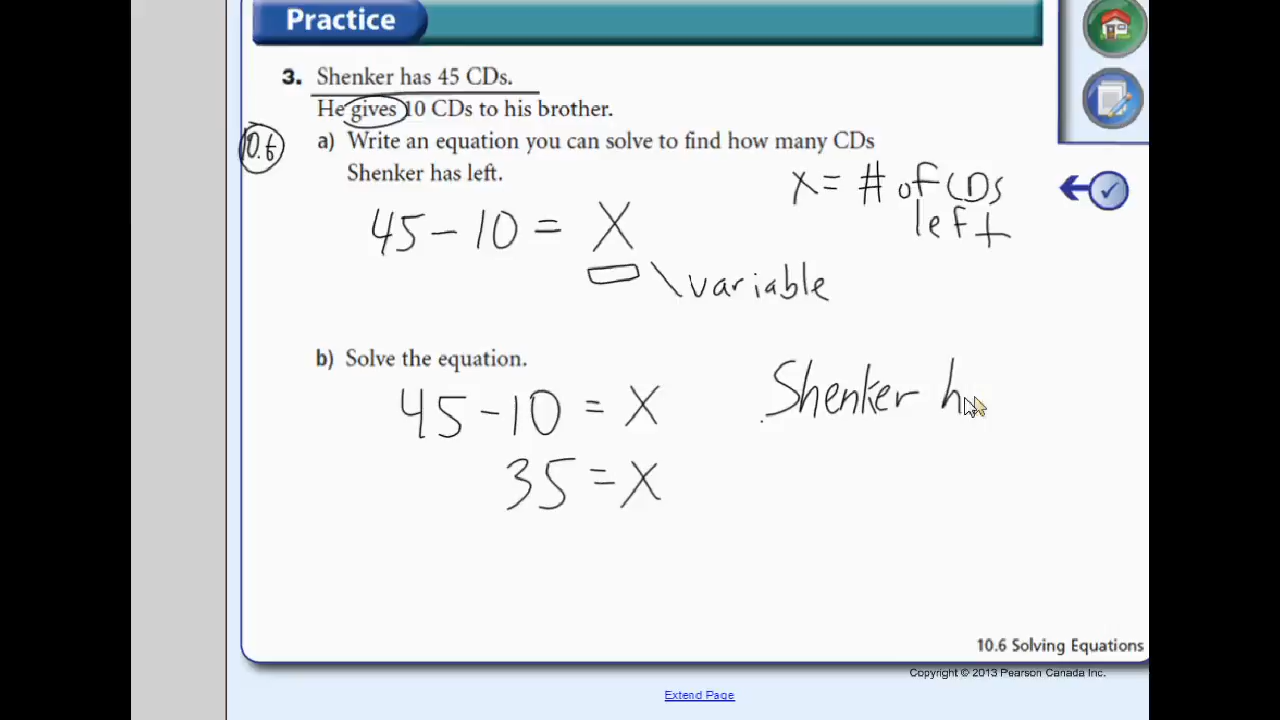 Practice
3. Shenker has 45 CDs.
He gives 10 CDs to his brother.
10.6
a) Write an equation you can solve to find how many CDs
Shenker has left.
x = # of CDs
left
45 - 10 = X
variable
b) Solve the equation.
45 - 10 = X
Shenker h
35 = X
10.6 Solving Equations
Copyright © 2013 Pearson Canada Inc.
Extend Page